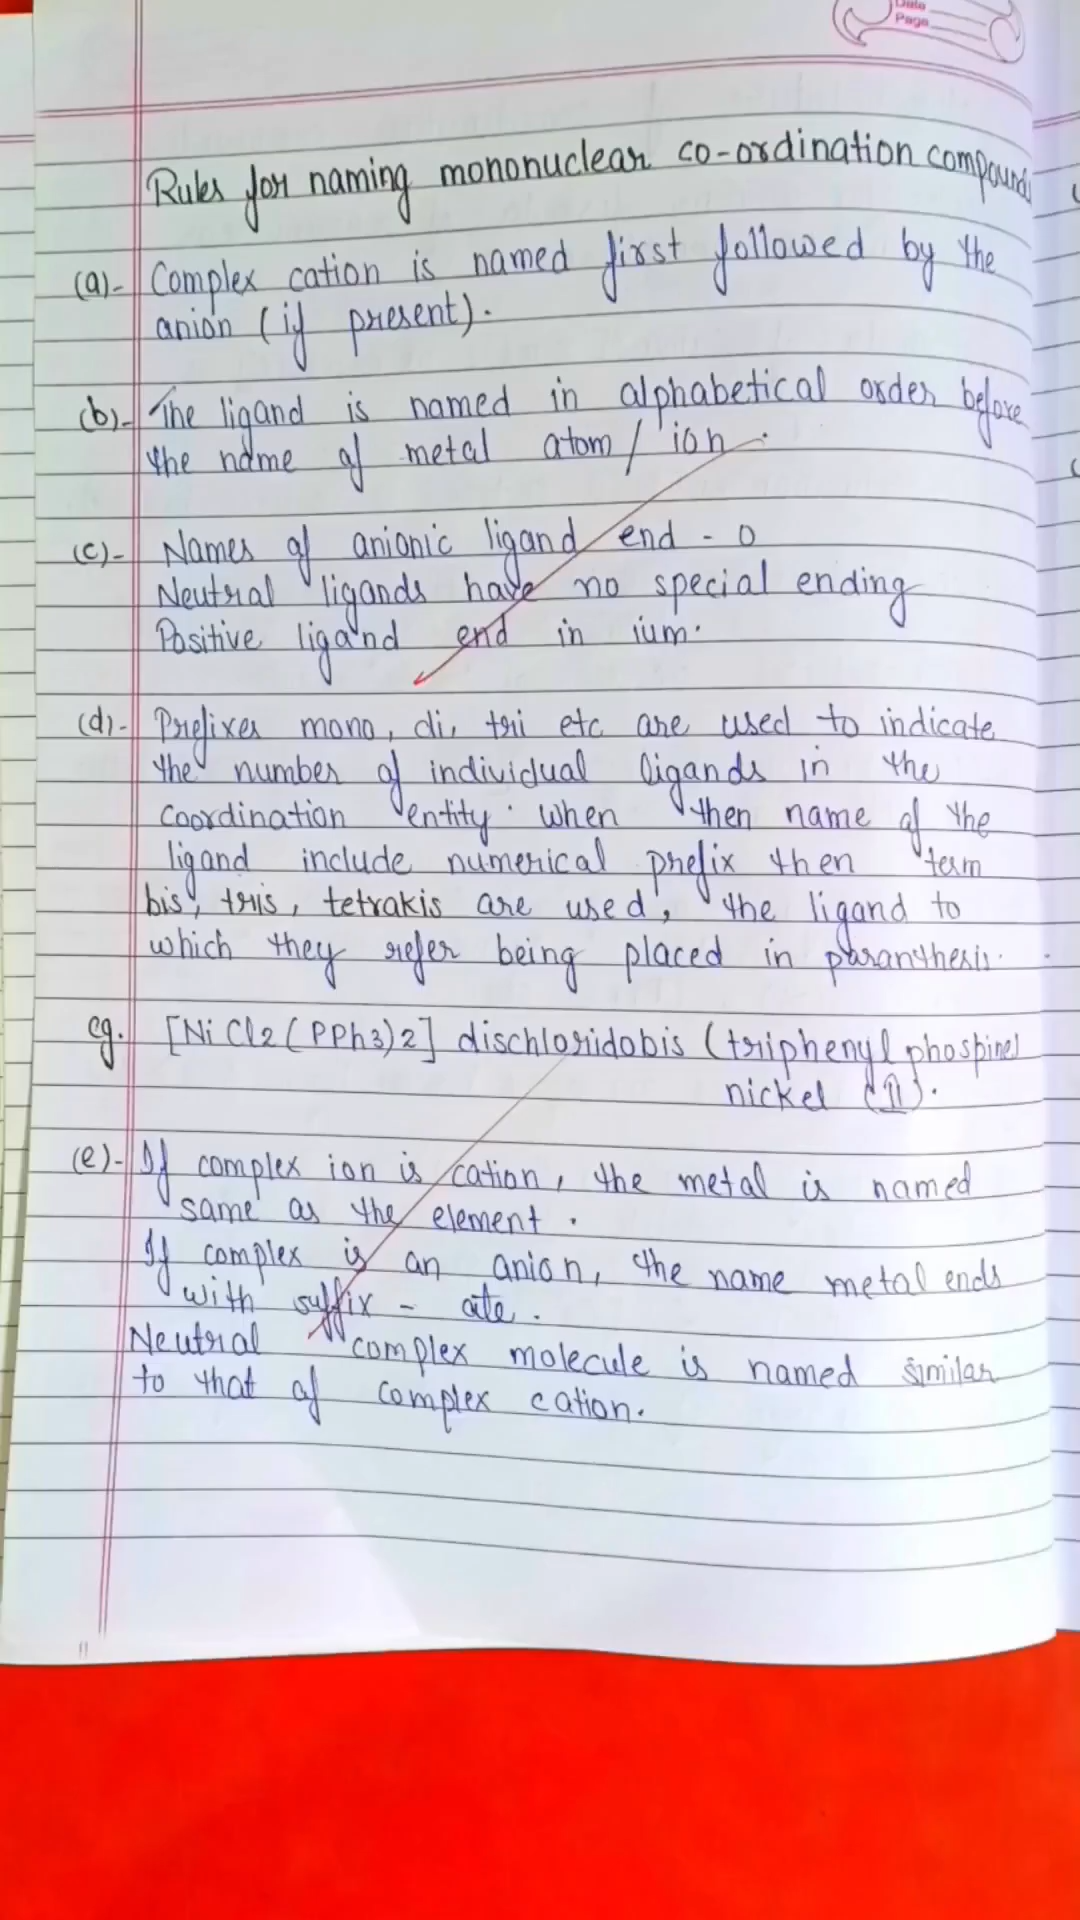 Date
Page
Rules for naming mononuclear co-ordination compounds
(a)- Complex cation is named first followed by the
anion (if present).
(b)- The ligand is named in alphabetical order before
the name of metal atom / ion.
(c)- Names of anionic ligand end - o
Neutral ligands have no special ending
Positive ligand end in ium.
(d)- Prefixes mono, di, tri etc are used to indicate
the number of individual ligands in the
coordination entity. when then name of the
ligand include numerical prefix then term
bis, tris, tetrakis are used, the ligand to
which they refer being placed in paranthesis.
eg. [Ni Cl2 (PPh3)2] dischloridobis (triphenyl phospine)
nickel (II).
(e)- If complex ion is cation, the metal is named
same as the element.
If complex is an anion, the name metal ends
with suffix - ate.
Neutral complex molecule is named similar
to that of complex cation.